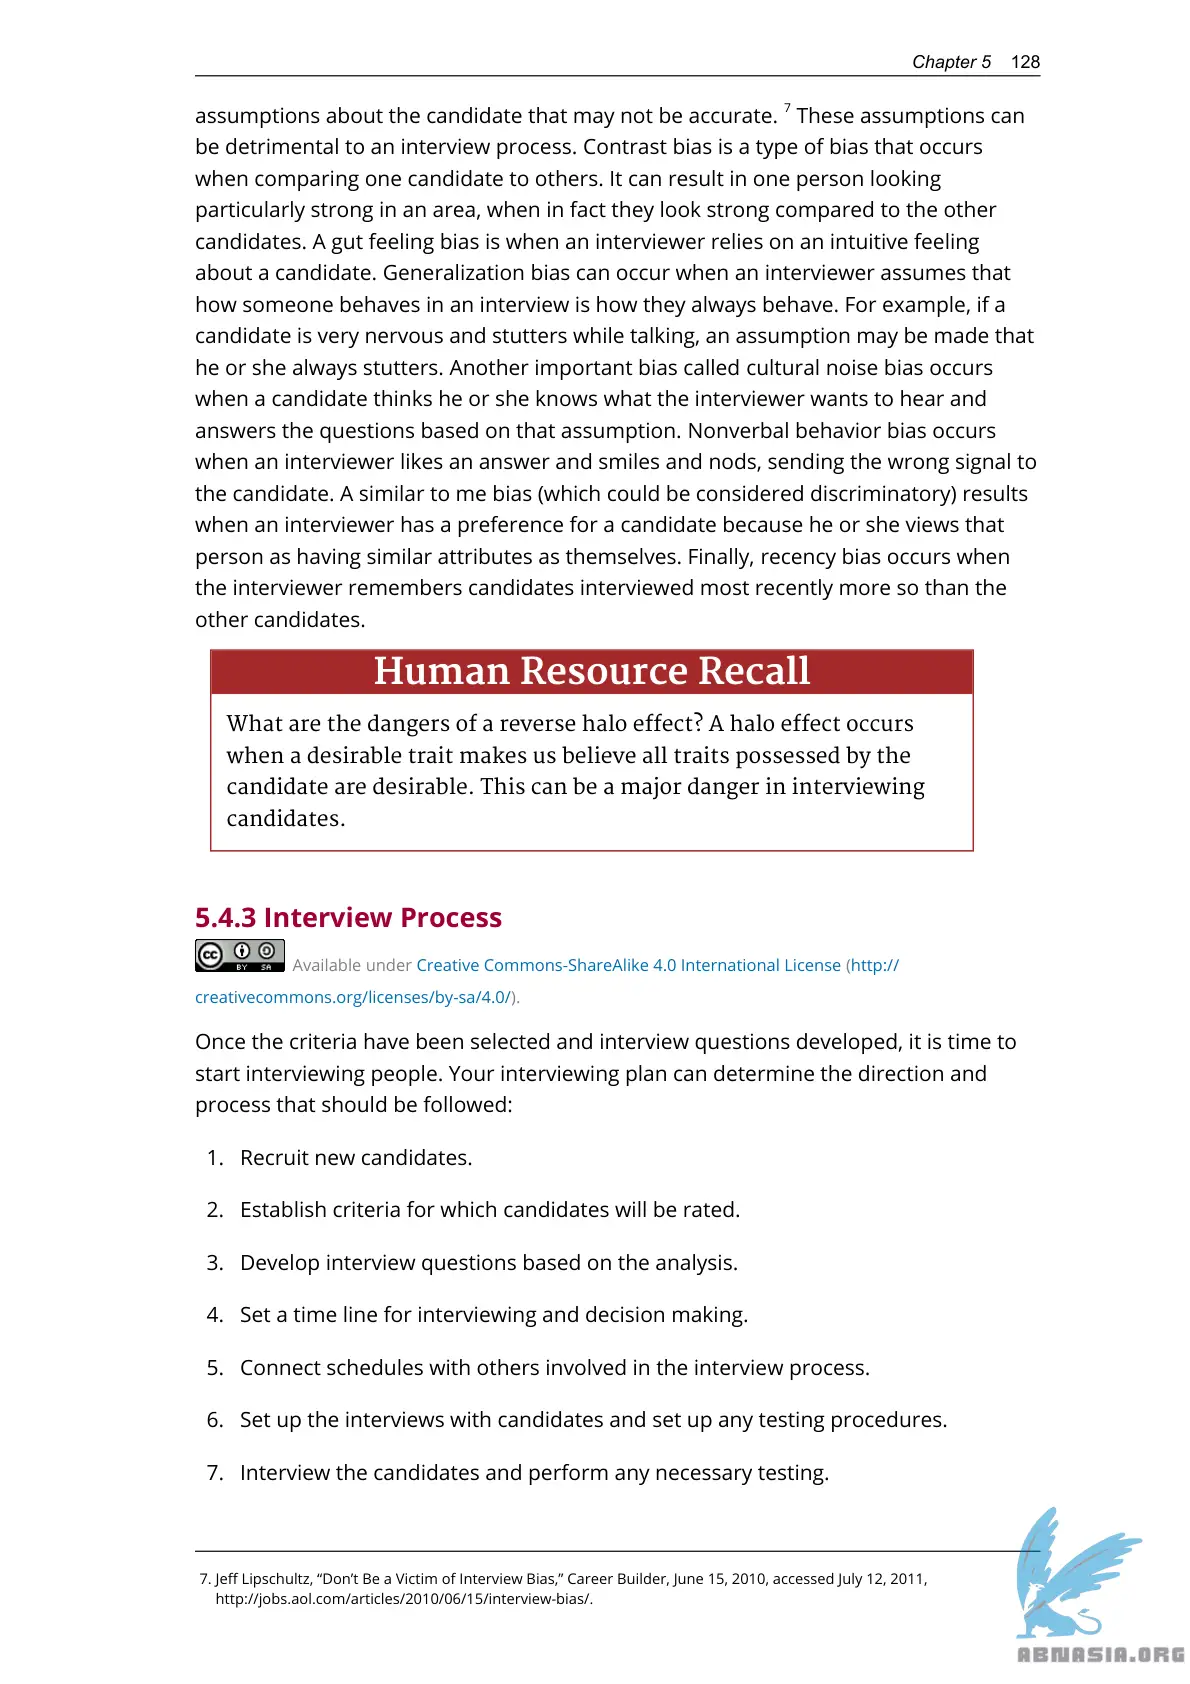 Chapter 5 128
assumptions about the candidate that may not be accurate. 7 These assumptions can
be detrimental to an interview process. Contrast bias is a type of bias that occurs
when comparing one candidate to others. It can result in one person looking
particularly strong in an area, when in fact they look strong compared to the other
candidates. A gut feeling bias is when an interviewer relies on an intuitive feeling
about a candidate. Generalization bias can occur when an interviewer assumes that
how someone behaves in an interview is how they always behave. For example, if a
candidate is very nervous and stutters while talking, an assumption may be made that
he or she always stutters. Another important bias called cultural noise bias occurs
when a candidate thinks he or she knows what the interviewer wants to hear and
answers the questions based on that assumption. Nonverbal behavior bias occurs
when an interviewer likes an answer and smiles and nods, sending the wrong signal to
the candidate. A similar to me bias (which could be considered discriminatory) results
when an interviewer has a preference for a candidate because he or she views that
person as having similar attributes as themselves. Finally, recency bias occurs when
the interviewer remembers candidates interviewed most recently more so than the
other candidates.
Human Resource Recall
What are the dangers of a reverse halo effect? A halo effect occurs
when a desirable trait makes us believe all traits possessed by the
candidate are desirable. This can be a major danger in interviewing
candidates.
5.4.3 Interview Process
cc BY SA Available under Creative Commons-ShareAlike 4.0 International License (http://
creativecommons.org/licenses/by-sa/4.0/).
Once the criteria have been selected and interview questions developed, it is time to
start interviewing people. Your interviewing plan can determine the direction and
process that should be followed:
1. Recruit new candidates.
2. Establish criteria for which candidates will be rated.
3. Develop interview questions based on the analysis.
4. Set a time line for interviewing and decision making.
5. Connect schedules with others involved in the interview process.
6. Set up the interviews with candidates and set up any testing procedures.
7. Interview the candidates and perform any necessary testing.
7. Jeff Lipschultz, “Don’t Be a Victim of Interview Bias,” Career Builder, June 15, 2010, accessed July 12, 2011,
http://jobs.aol.com/articles/2010/06/15/interview-bias/.
ABNASIA.ORG